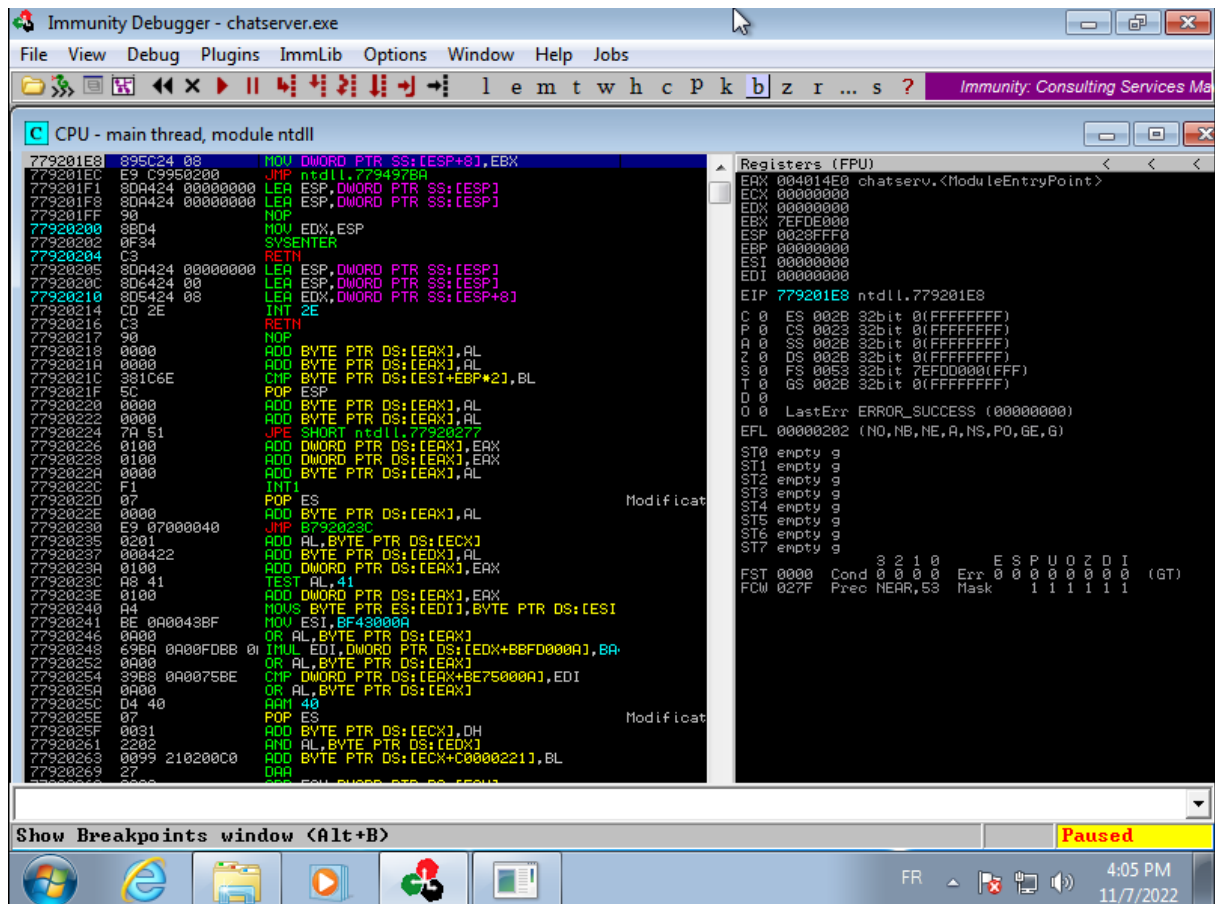 Immunity Debugger - chatserver.exe
File View Debug Plugins ImmLib Options Window Help Jobs
l e m t w h c P k b z r ... s ? Immunity: Consulting Services Ma
C CPU - main thread, module ntdll
779201E8 895C24 08 MOV DWORD PTR SS:[ESP+8],EBX
779201EC E9 C9950200 JMP ntdll.779497BA
779201F1 8DA424 00000000 LEA ESP,DWORD PTR SS:[ESP]
779201F8 8DA424 00000000 LEA ESP,DWORD PTR SS:[ESP]
779201FF 90 NOP
77920200 8BD4 MOV EDX,ESP
77920202 0F34 SYSENTER
77920204 C3 RETN
77920205 8DA424 00000000 LEA ESP,DWORD PTR SS:[ESP]
7792020C 8D6424 00 LEA ESP,DWORD PTR SS:[ESP]
77920210 8D5424 08 LEA EDX,DWORD PTR SS:[ESP+8]
77920214 CD 2E INT 2E
77920216 C3 RETN
77920217 90 NOP
77920218 0000 ADD BYTE PTR DS:[EAX],AL
7792021A 0000 ADD BYTE PTR DS:[EAX],AL
7792021C 381C6E CMP BYTE PTR DS:[ESI+EBP*2],BL
7792021F 5C POP ESP
77920220 0000 ADD BYTE PTR DS:[EAX],AL
77920222 0000 ADD BYTE PTR DS:[EAX],AL
77920224 7A 51 JPE SHORT ntdll.77920277
77920226 0100 ADD DWORD PTR DS:[EAX],EAX
77920228 0100 ADD DWORD PTR DS:[EAX],EAX
7792022A 0000 ADD BYTE PTR DS:[EAX],AL
7792022C F1 INT1
7792022D 07 POP ES Modificat
7792022E 0000 ADD BYTE PTR DS:[EAX],AL
77920230 E9 07000040 JMP B792023C
77920235 0201 ADD AL,BYTE PTR DS:[ECX]
77920237 000422 ADD BYTE PTR DS:[EDX],AL
7792023A 0100 ADD DWORD PTR DS:[EAX],EAX
7792023C A8 41 TEST AL,41
7792023E 0100 ADD DWORD PTR DS:[EAX],EAX
77920240 A4 MOVS BYTE PTR ES:[EDI],BYTE PTR DS:[ESI
77920241 BE 0A0043BF MOV ESI,BF43000A
77920246 0A00 OR AL,BYTE PTR DS:[EAX]
77920248 69BA 0A00FDBB IMUL EDI,DWORD PTR DS:[EDX+BBFD000A],BA
77920252 0A00 OR AL,BYTE PTR DS:[EAX]
77920254 39B8 0A0075BE CMP DWORD PTR DS:[EAX+BE75000A],EDI
7792025A 0A00 OR AL,BYTE PTR DS:[EAX]
7792025C D4 40 AAM 40
7792025E 07 POP ES Modificat
7792025F 0031 ADD BYTE PTR DS:[ECX],DH
77920261 2202 AND AL,BYTE PTR DS:[EDX]
77920263 0099 210200C0 ADD BYTE PTR DS:[ECX+C0000221],BL
77920269 27 DAA
Registers (FPU) < < <
EAX 004014E0 chatserv.<ModuleEntryPoint>
ECX 00000000
EDX 00000000
EBX 7EFDE000
ESP 0028FFF0
EBP 00000000
ESI 00000000
EDI 00000000
EIP 779201E8 ntdll.779201E8
C 0 ES 002B 32bit 0(FFFFFFFF)
P 0 CS 0023 32bit 0(FFFFFFFF)
A 0 SS 002B 32bit 0(FFFFFFFF)
Z 0 DS 002B 32bit 0(FFFFFFFF)
S 0 FS 0053 32bit 7EFDD000(FFF)
T 0 GS 002B 32bit 0(FFFFFFFF)
D 0
O 0 LastErr ERROR_SUCCESS (00000000)
EFL 00000202 (NO,NB,NE,A,NS,PO,GE,G)
ST0 empty g
ST1 empty g
ST2 empty g
ST3 empty g
ST4 empty g
ST5 empty g
ST6 empty g
ST7 empty g
3 2 1 0 E S P U O Z D I
FST 0000 Cond 0 0 0 0 Err 0 0 0 0 0 0 0 0 (GT)
FCW 027F Prec NEAR,53 Mask 1 1 1 1 1 1
Show Breakpoints window (Alt+B) Paused
FR 4:05 PM
11/7/2022